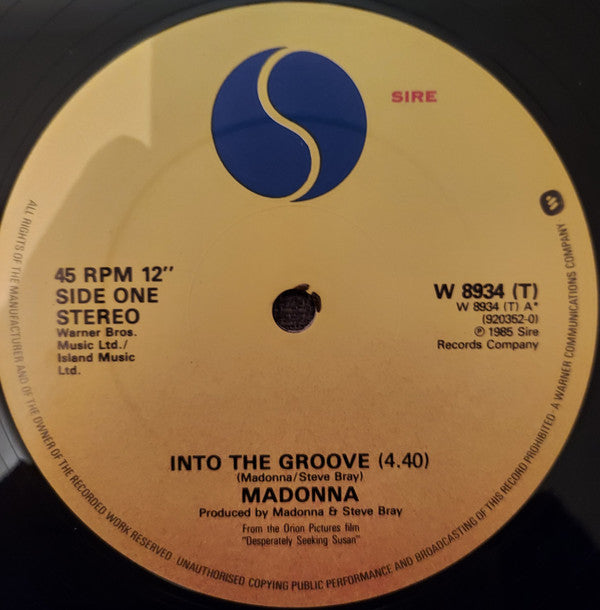 SIRE
45 RPM 12"
SIDE ONE
STEREO
Warner Bros.
Music Ltd./
Island Music
Ltd.
W 8934 (T)
W 8934 (T) A*
(920352-0)
℗ 1985 Sire
Records Company
INTO THE GROOVE (4.40)
(Madonna/Steve Bray)
MADONNA
Produced by Madonna & Steve Bray
From the Orion Pictures film
"Desperately Seeking Susan"
ALL RIGHTS OF THE MANUFACTURER AND OF THE OWNER OF THE RECORDED WORK RESERVED UNAUTHORISED COPYING PUBLIC PERFORMANCE AND BROADCASTING OF THIS RECORD PROHIBITED · A WARNER COMMUNICATIONS COMPANY